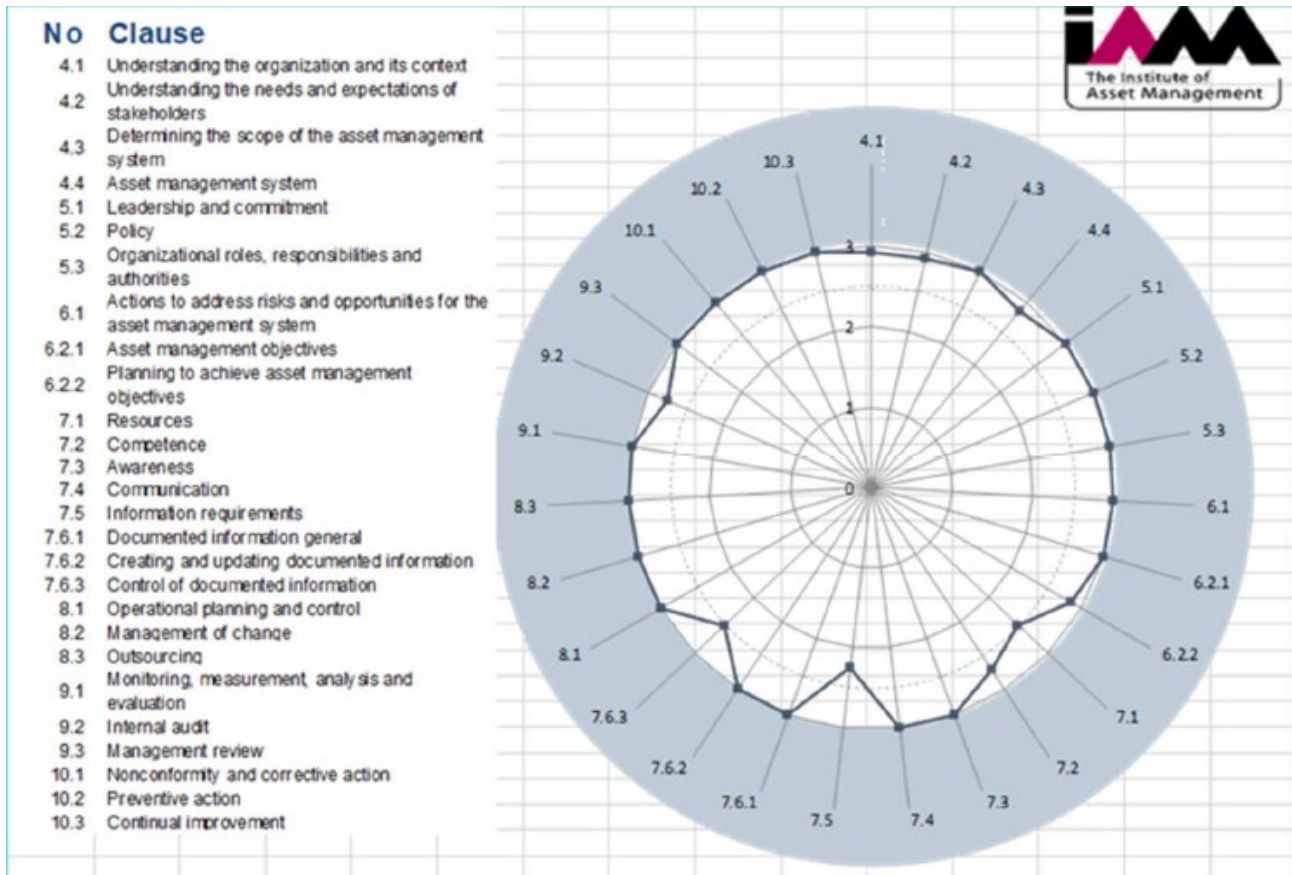 No Clause
4.1 Understanding the organization and its context
4.2 Understanding the needs and expectations of
stakeholders
4.3 Determining the scope of the asset management
system
4.4 Asset management system
5.1 Leadership and commitment
5.2 Policy
5.3 Organizational roles, responsibilities and
authorities
6.1 Actions to address risks and opportunities for the
asset management system
6.2.1 Asset management objectives
6.2.2 Planning to achieve asset management
objectives
7.1 Resources
7.2 Competence
7.3 Awareness
7.4 Communication
7.5 Information requirements
7.6.1 Documented information general
7.6.2 Creating and updating documented information
7.6.3 Control of documented information
8.1 Operational planning and control
8.2 Management of change
8.3 Outsourcing
9.1 Monitoring, measurement, analysis and
evaluation
9.2 Internal audit
9.3 Management review
10.1 Nonconformity and corrective action
10.2 Preventive action
10.3 Continual improvement
iAM
The Institute of
Asset Management
4.1
4.2
4.3
4.4
5.1
5.2
5.3
6.1
6.2.1
6.2.2
7.1
7.2
7.3
7.4
7.5
7.6.1
7.6.2
7.6.3
8.1
8.2
8.3
9.1
9.2
9.3
10.1
10.2
10.3
3
2
1
0